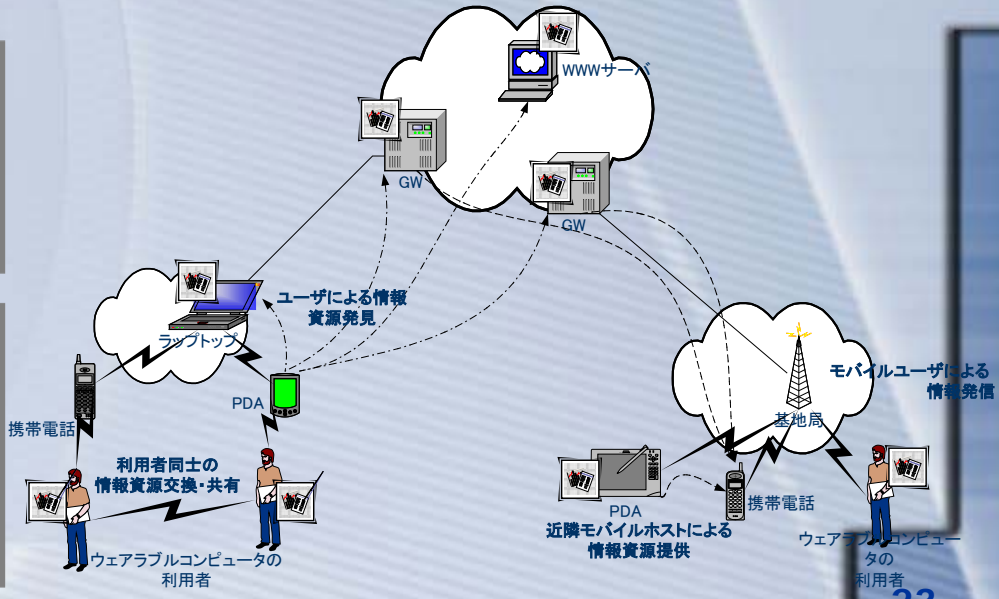 WWWサーバ
GW
GW
ユーザによる情報
資源発見
ラップトップ
PDA
携帯電話
利用者同士の
情報資源交換・共有
ウェアラブルコンピュータの
利用者
モバイルユーザによる
情報発信
基地局
PDA
携帯電話
近隣モバイルホストによる
情報資源提供
ウェアラブルコンピュー
タの
利用者